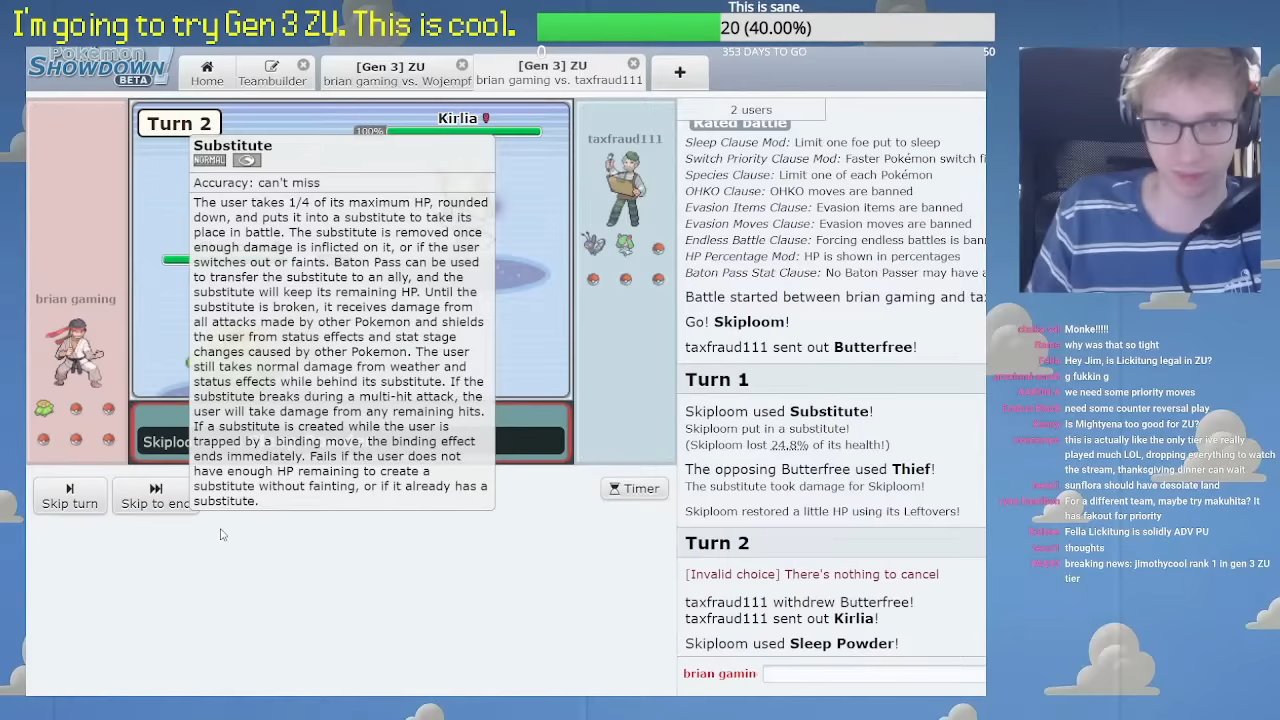 I'm going to try Gen 3 ZU. This is cool.
This is sane.
20 (40.00%)
0
353 DAYS TO GO
50
Pokémon
SHOWDOWN
BETA
Home
Teambuilder
[Gen 3] ZU
brian gaming vs. Wojempf
[Gen 3] ZU
brian gaming vs. taxfraud111
+
Turn 2
Kirlia
100%
brian gaming
taxfraud111
Substitute
NORMAL
Accuracy: can't miss
The user takes 1/4 of its maximum HP, rounded
down, and puts it into a substitute to take its
place in battle. The substitute is removed once
enough damage is inflicted on it, or if the user
switches out or faints. Baton Pass can be used
to transfer the substitute to an ally, and the
substitute will keep its remaining HP. Until the
substitute is broken, it receives damage from
all attacks made by other Pokemon and shields
the user from status effects and stat stage
changes caused by other Pokemon. The user
still takes normal damage from weather and
status effects while behind its substitute. If the
substitute breaks during a multi-hit attack, the
user will take damage from any remaining hits.
If a substitute is created while the user is
trapped by a binding move, the binding effect
ends immediately. Fails if the user does not
have enough HP remaining to create a
substitute without fainting, or if it already has a
substitute.
Skiplo
Skip turn
Skip to end
Timer
2 users
Rated battle
Sleep Clause Mod: Limit one foe put to sleep
Switch Priority Clause Mod: Faster Pokémon switch fi
Species Clause: Limit one of each Pokémon
OHKO Clause: OHKO moves are banned
Evasion Items Clause: Evasion items are banned
Evasion Moves Clause: Evasion moves are banned
Endless Battle Clause: Forcing endless battles is ban
HP Percentage Mod: HP is shown in percentages
Baton Pass Stat Clause: No Baton Passer may have a
Battle started between brian gaming and ta
Go! Skiploom!
taxfraud111 sent out Butterfree!
Turn 1
Skiploom used Substitute!
Skiploom put in a substitute!
(Skiploom lost 24.8% of its health!)
The opposing Butterfree used Thief!
The substitute took damage for Skiploom!
Skiploom restored a little HP using its Leftovers!
Turn 2
[Invalid choice] There's nothing to cancel
taxfraud111 withdrew Butterfree!
taxfraud111 sent out Kirlia!
Skiploom used Sleep Powder!
brian gamin
Monke!!!!!
why was that so tight
Hey Jim, is Lickitung legal in ZU?
g fukkin g
we need some priority moves
need some counter reversal play
Is Mightyena too good for ZU?
this is actually like the only tier ive really
played much LOL, dropping everything to watch
the stream, thanksgiving dinner can wait
sunflora should have desolate land
For a different team, maybe try makuhita? It
has fakout for priority
Fella Lickitung is solidly ADV PU
thoughts
breaking news: jimothycool rank 1 in gen 3 ZU
tier